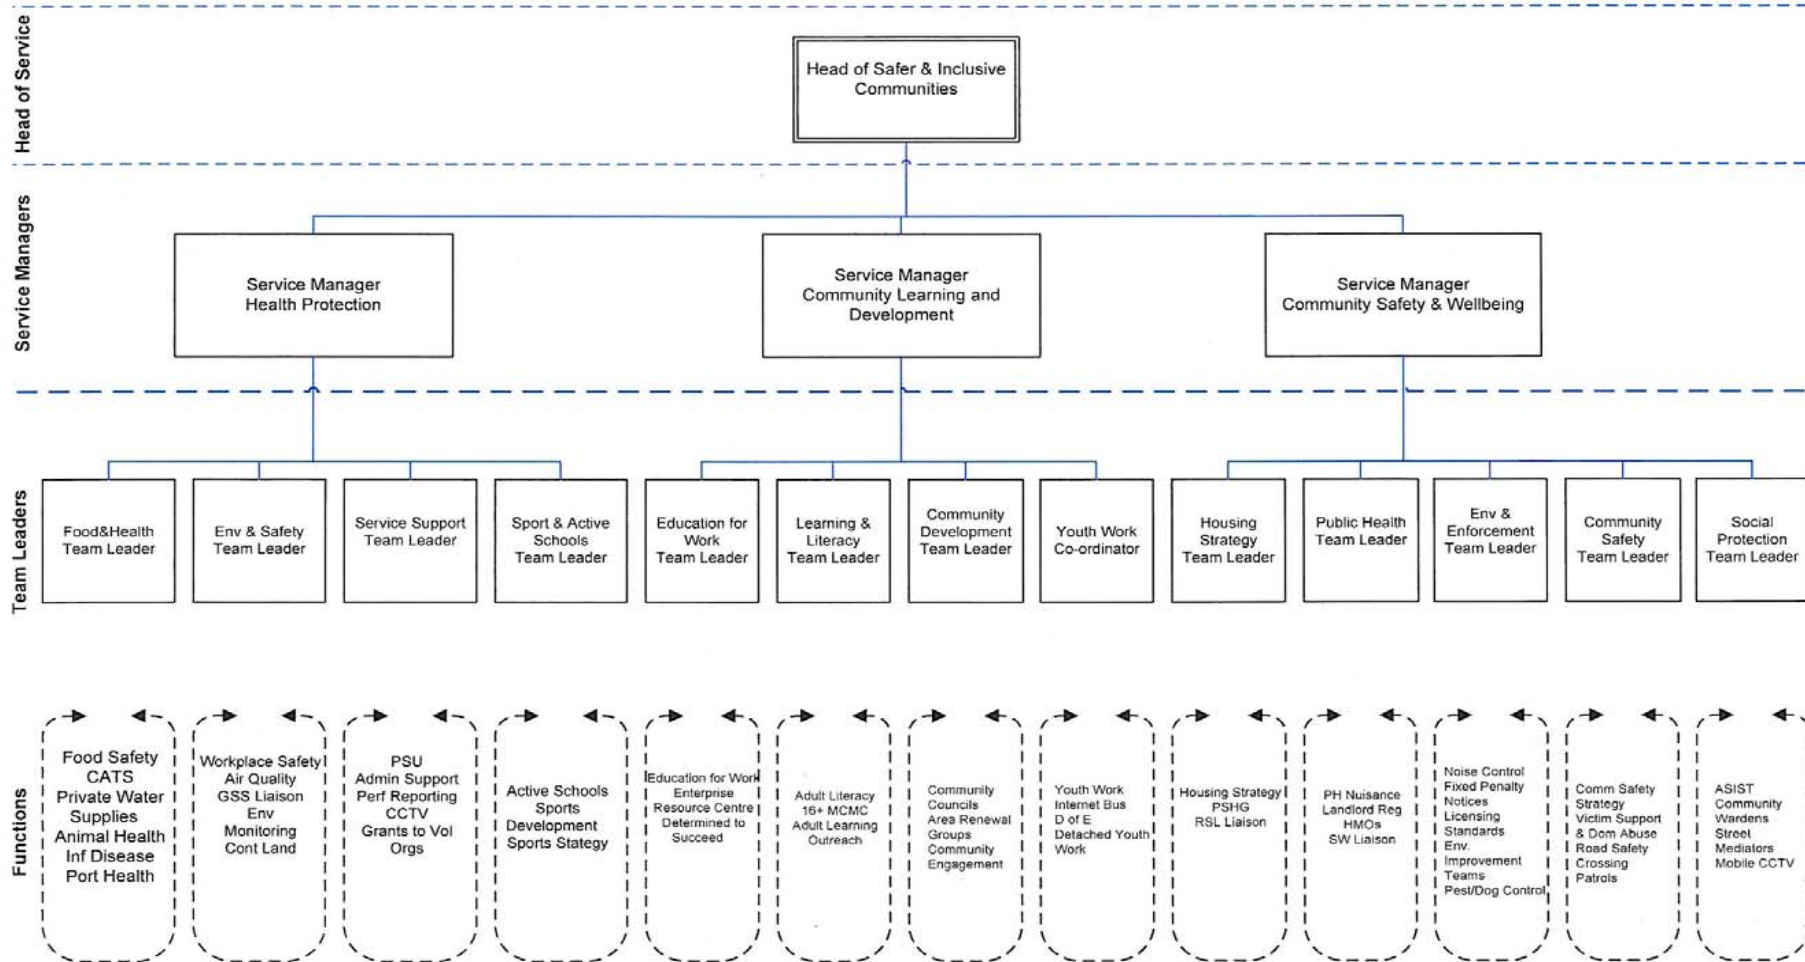 Head of Service
Head of Safer & Inclusive
Communities
Service Managers
Service Manager
Health Protection
Service Manager
Community Learning and
Development
Service Manager
Community Safety & Wellbeing
Team Leaders
Food&Health
Team Leader
Env & Safety
Team Leader
Service Support
Team Leader
Sport & Active
Schools
Team Leader
Education for
Work
Team Leader
Learning &
Literacy
Team Leader
Community
Development
Team Leader
Youth Work
Co-ordinator
Housing
Strategy
Team Leader
Public Health
Team Leader
Env &
Enforcement
Team Leader
Community
Safety
Team Leader
Social
Protection
Team Leader
Functions
Food Safety
CATS
Private Water
Supplies
Animal Health
Inf Disease
Port Health
Workplace Safety
Air Quality
GSS Liaison
Env
Monitoring
Cont Land
PSU
Admin Support
Perf Reporting
CCTV
Grants to Vol
Orgs
Active Schools
Sports
Development
Sports Stategy
Education for Work
Enterprise
Resource Centre
Determined to
Succeed
Adult Literacy
16+ MCMC
Adult Learning
Outreach
Community
Councils
Area Renewal
Groups
Community
Engagement
Youth Work
Internet Bus
D of E
Detached Youth
Work
Housing Strategy
PSHG
RSL Liaison
PH Nuisance
Landlord Reg
HMOs
SW Liaison
Noise Control
Fixed Penalty
Notices
Licensing
Standards
Env.
Improvement
Teams
Pest/Dog Control
Comm Safety
Strategy
Victim Support
& Dom Abuse
Road Safety
Crossing
Patrols
ASIST
Community
Wardens
Street
Mediators
Mobile CCTV